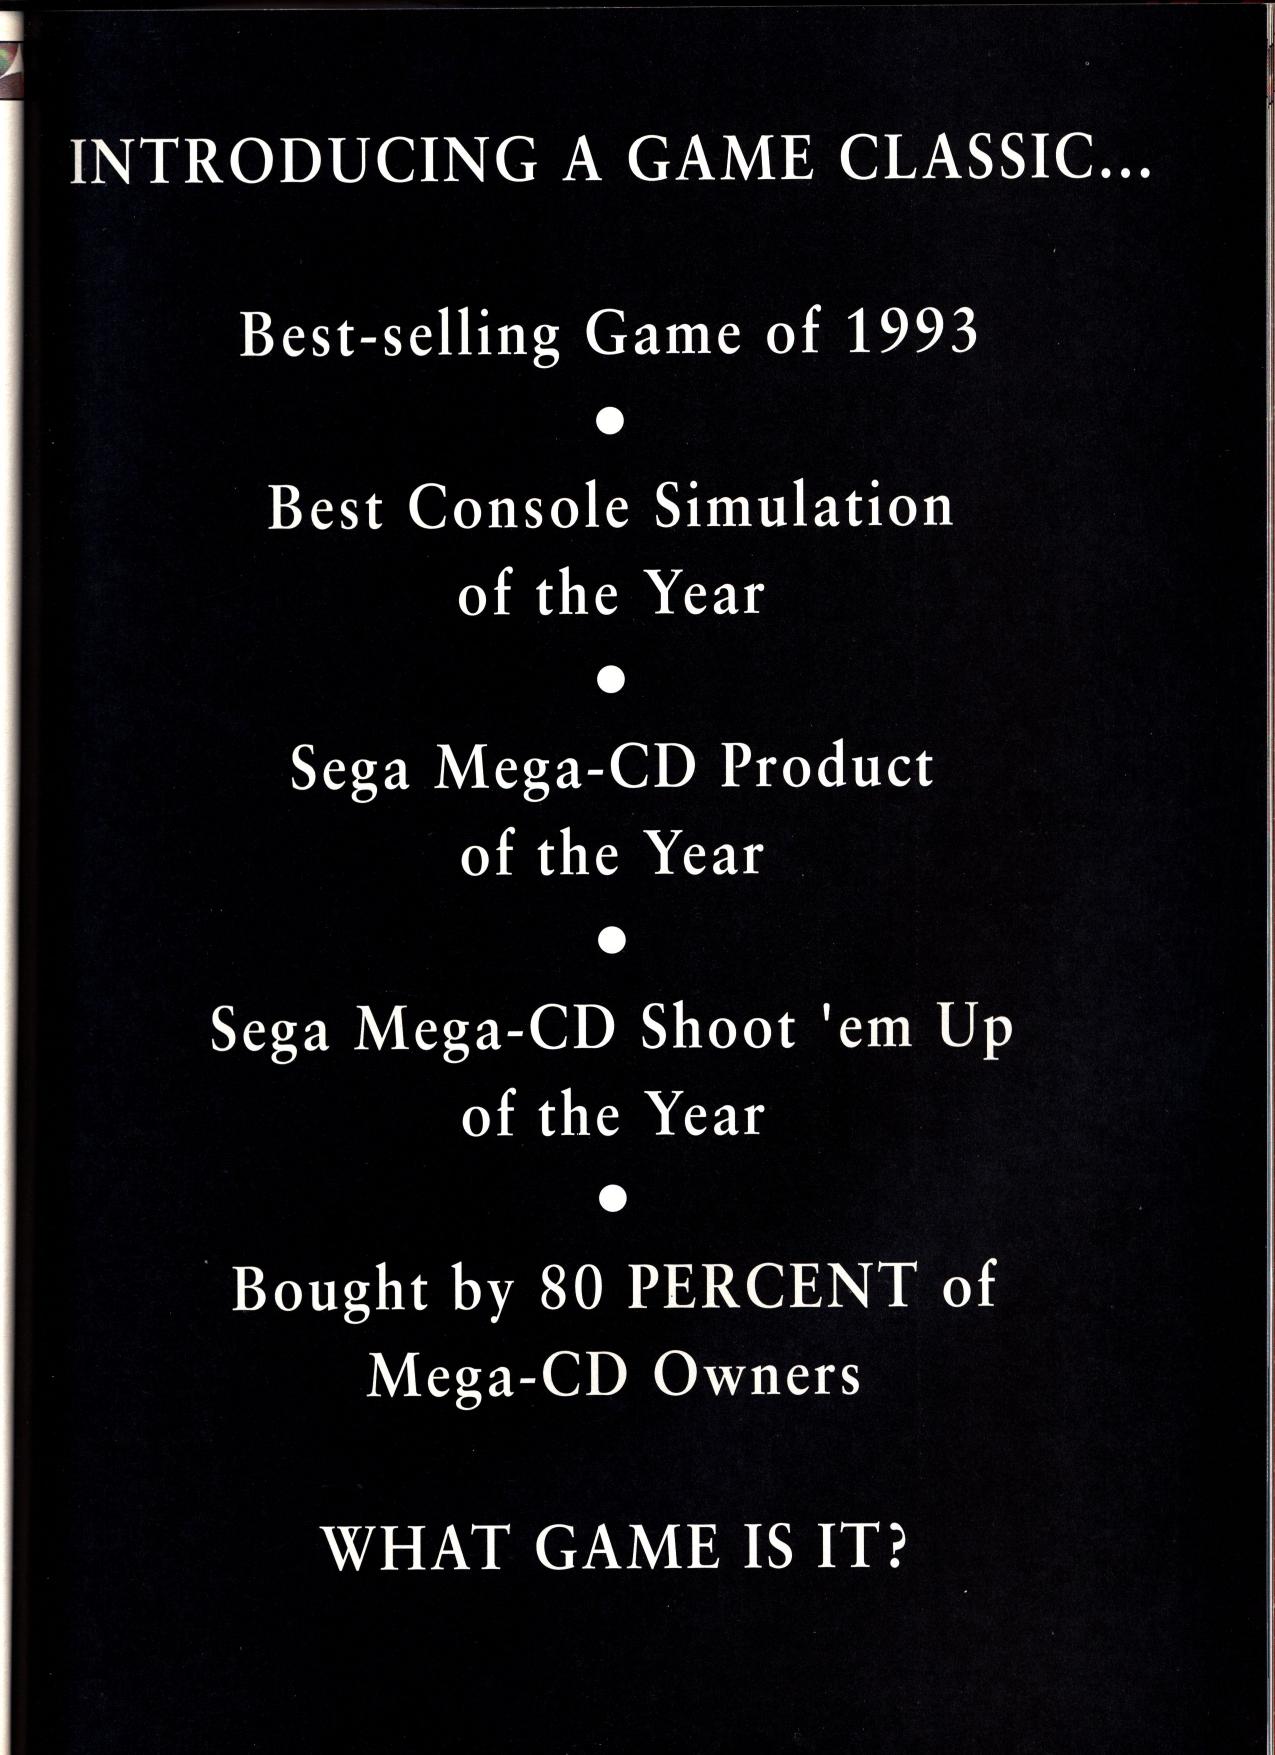 INTRODUCING A GAME CLASSIC...
Best-selling Game of 1993
Best Console Simulation
of the Year
Sega Mega-CD Product
of the Year
Sega Mega-CD Shoot 'em Up
of the Year
Bought by 80 PERCENT of
Mega-CD Owners
WHAT GAME IS IT?